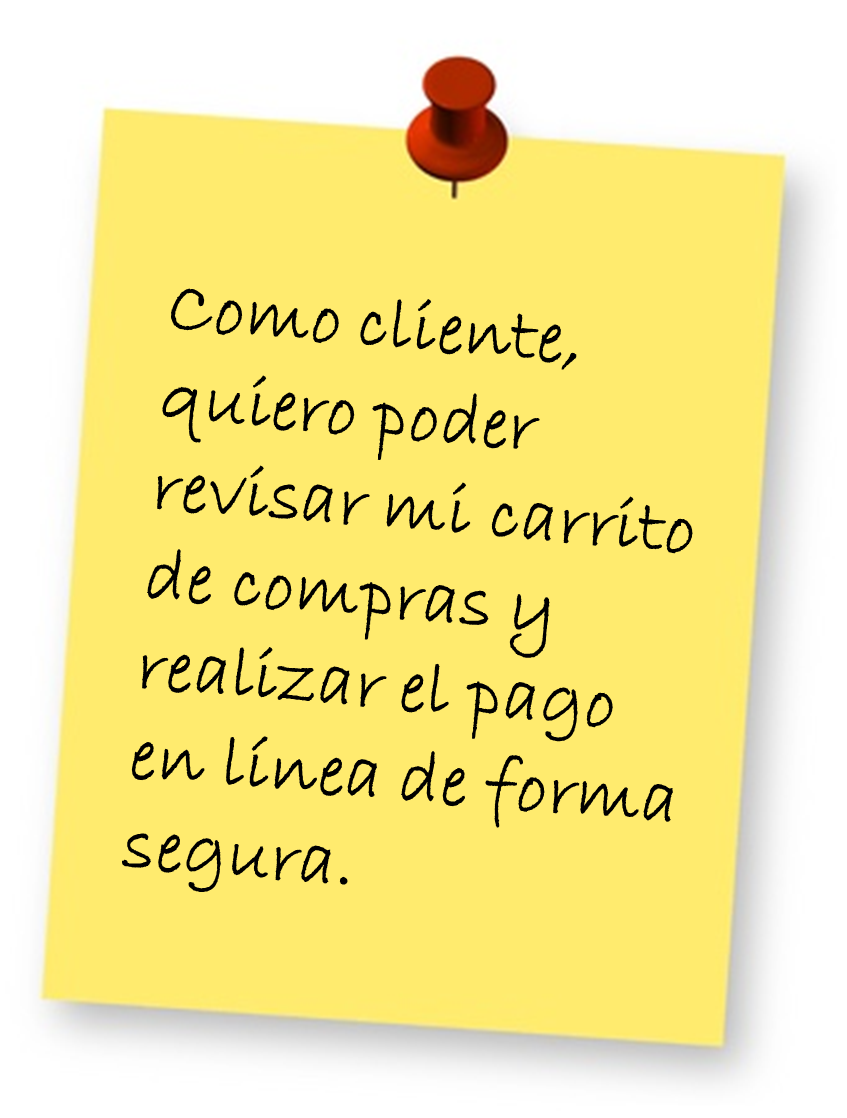 Como cliente,
quiero poder
revisar mi carrito
de compras y
realizar el pago
en línea de forma
segura.